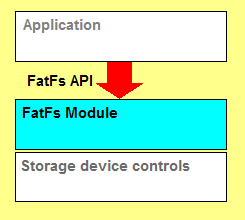 Application
FatFs API
FatFs Module
Storage device controls